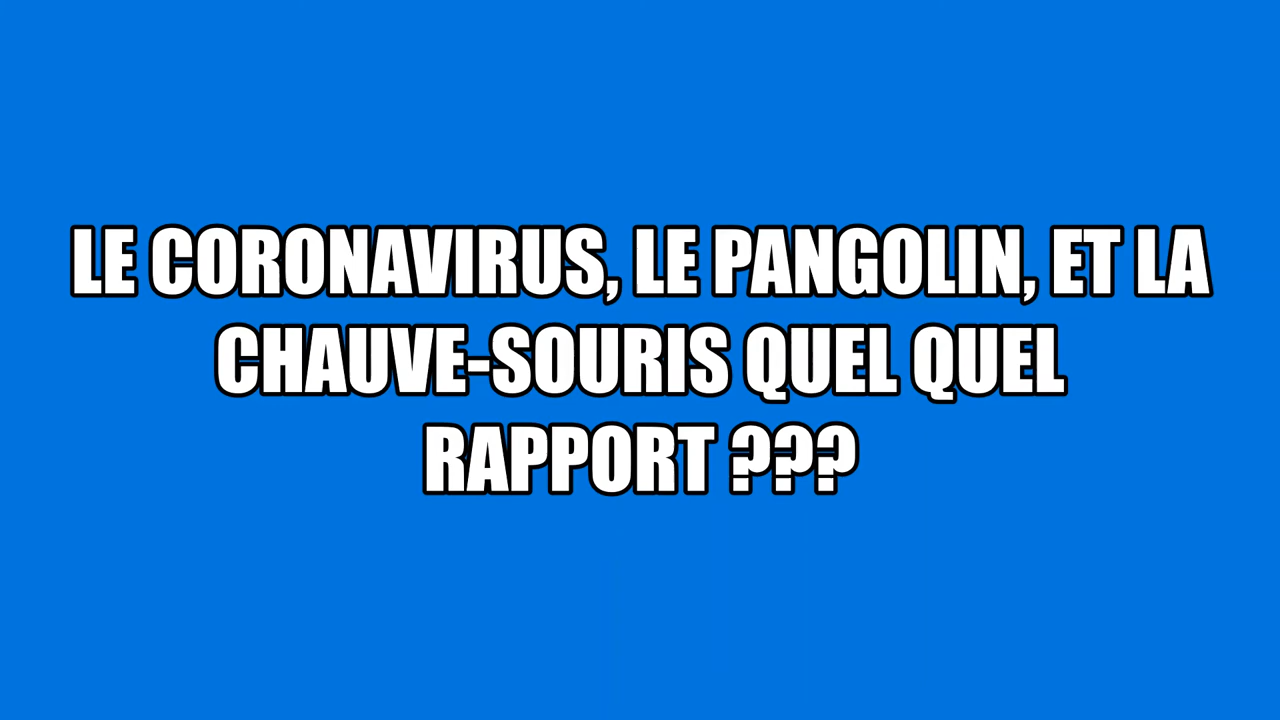 LE CORONAVIRUS, LE PANGOLIN, ET LA
CHAUVE-SOURIS QUEL QUEL
RAPPORT ???